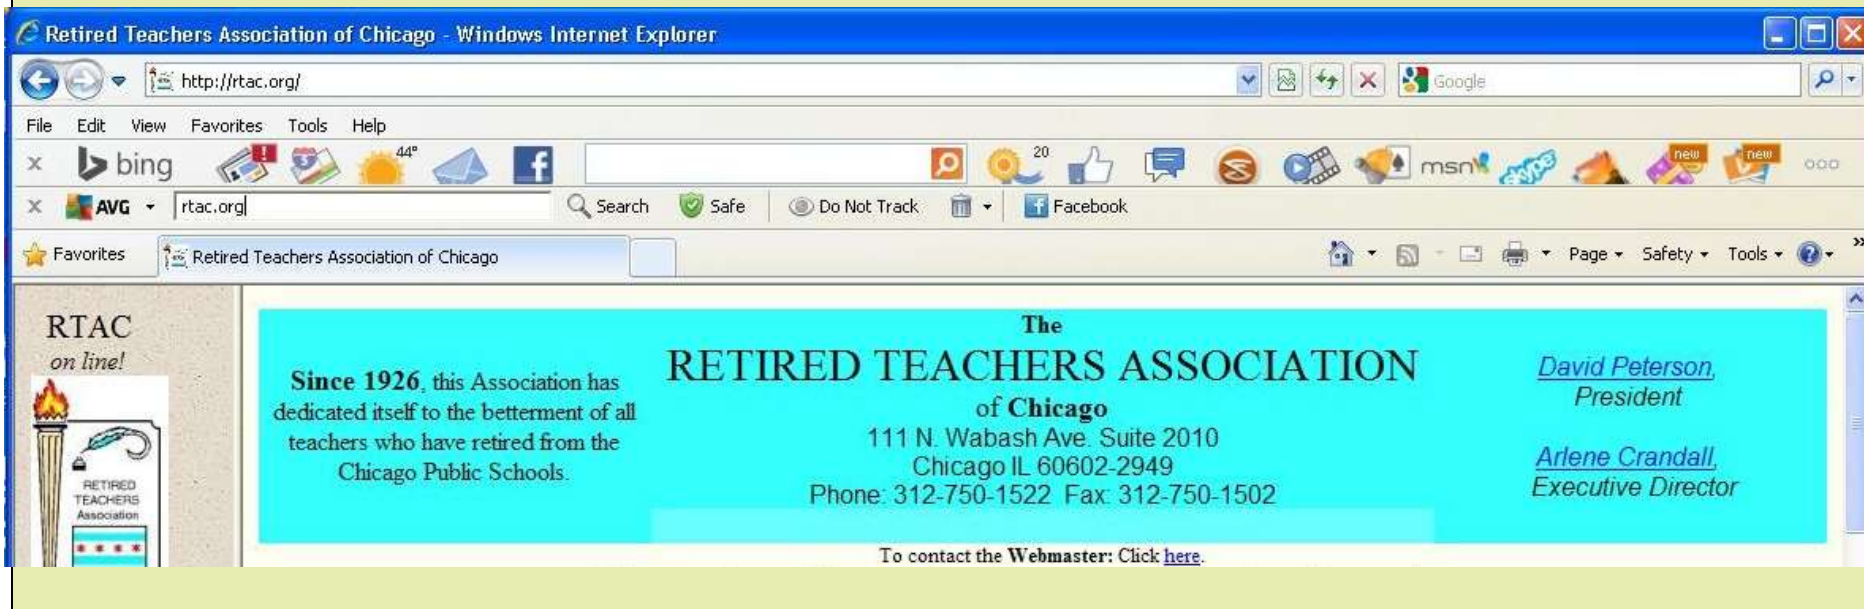 Retired Teachers Association of Chicago - Windows Internet Explorer
http://rtac.org/
Google
File Edit View Favorites Tools Help
x bing 44° 20 msn skype new new
x AVG rtac.org Search Safe Do Not Track Facebook
Favorites Retired Teachers Association of Chicago Page Safety Tools »
RTAC
on line!
RETIRED
TEACHERS
Association
Since 1926, this Association has
dedicated itself to the betterment of all
teachers who have retired from the
Chicago Public Schools.
The
RETIRED TEACHERS ASSOCIATION
of Chicago
111 N. Wabash Ave. Suite 2010
Chicago IL 60602-2949
Phone: 312-750-1522 Fax: 312-750-1502
David Peterson,
President
Arlene Crandall,
Executive Director
To contact the Webmaster: Click here.